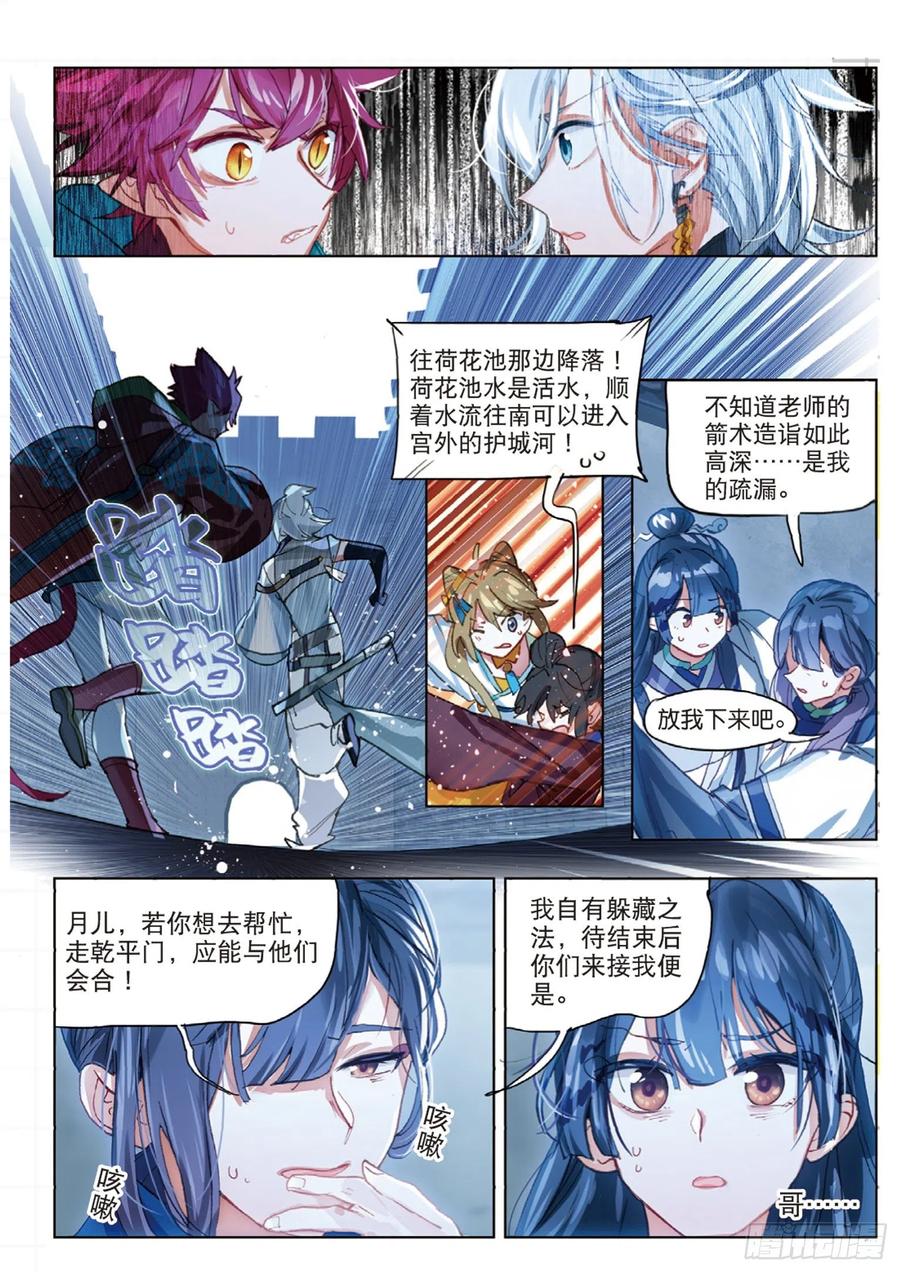 往荷花池那边降落！
荷花池水是活水，顺
着水流往南可以进入
宫外的护城河！
不知道老师的
箭术造诣如此
高深……是我
的疏漏。
放我下来吧。
踏
踏
踏
月儿，若你想去帮忙，
走乾平门，应能与他们
会合！
咳嗽
咳嗽
我自有躲藏之
法，待结束后
你们来接我便
是。
哥……
腾讯动漫